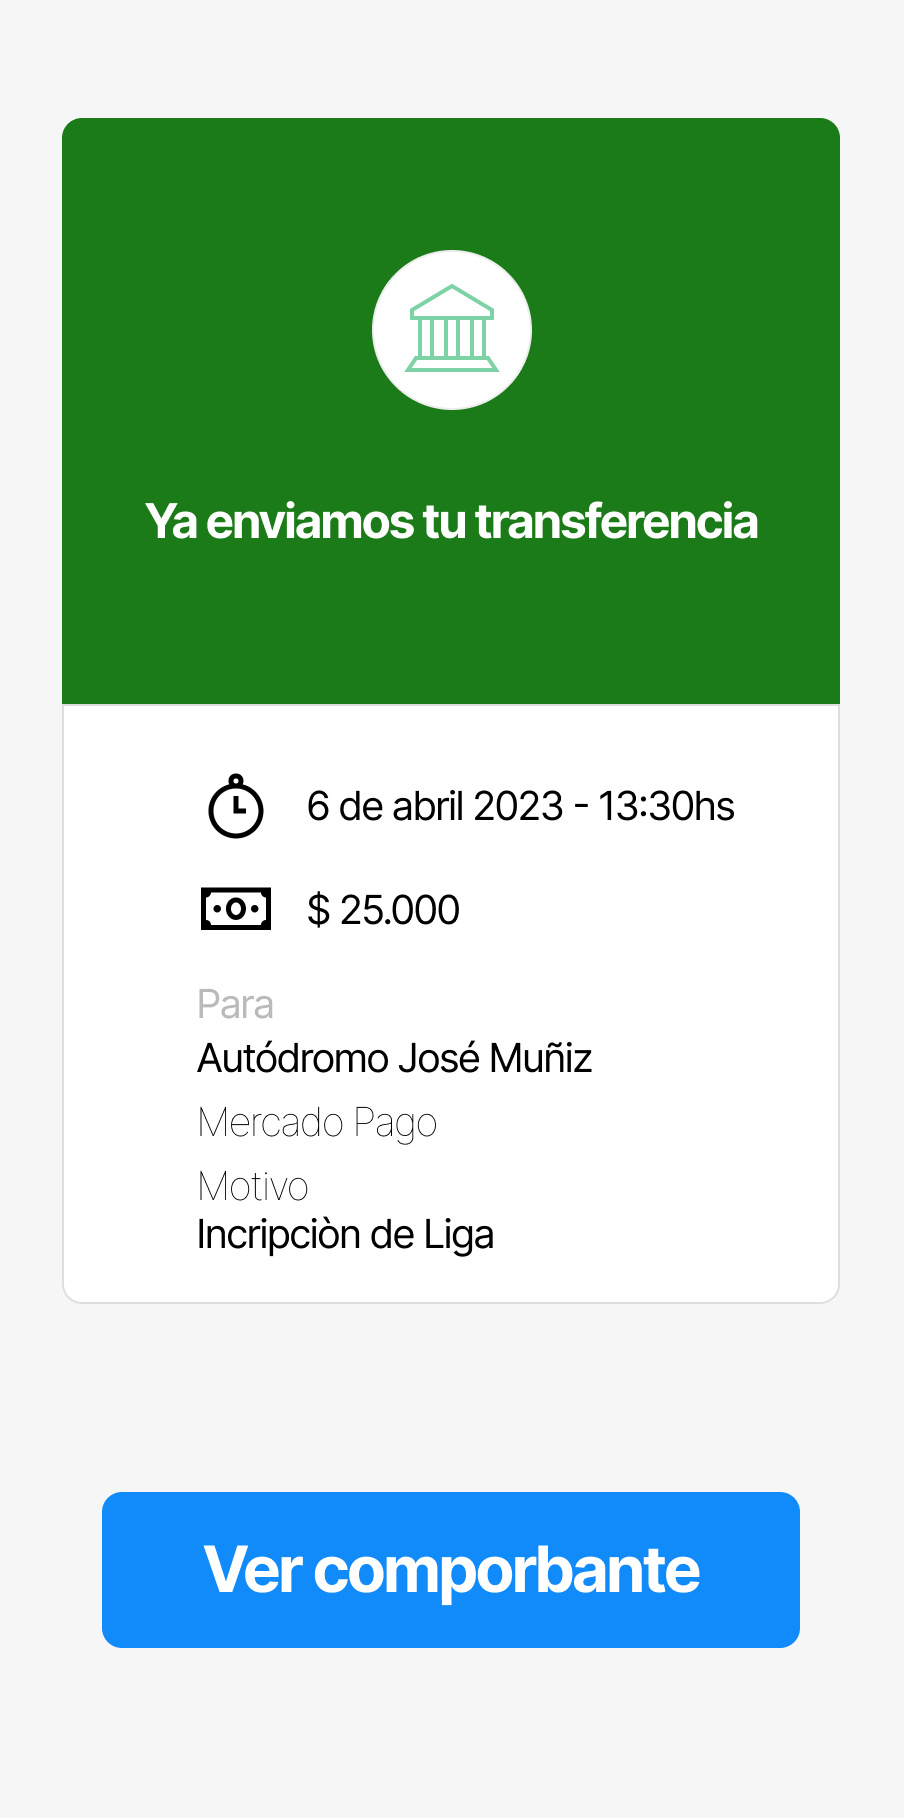 Ya enviamos tu transferencia
6 de abril 2023 - 13:30hs
$ 25.000
Para
Autódromo José Muñiz
Mercado Pago
Motivo
Incripciòn de Liga
Ver comporbante